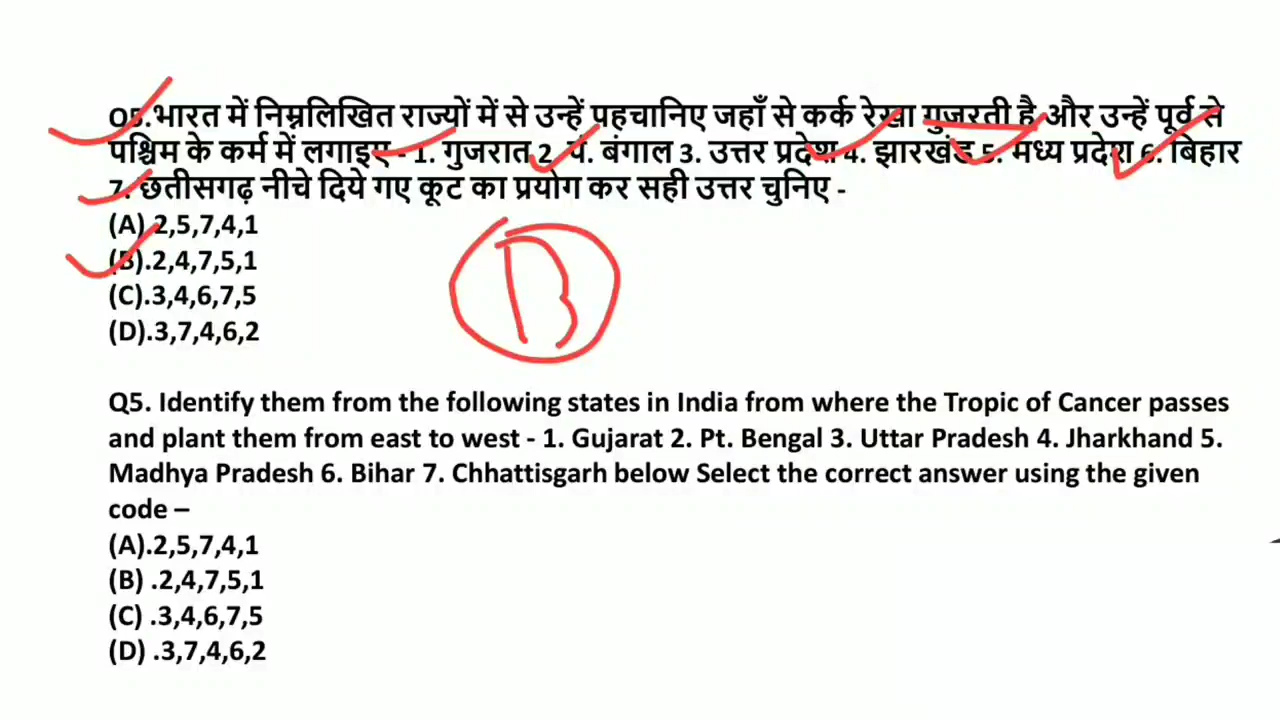 Q5.भारत में निम्नलिखित राज्यों में से उन्हें पहचानिए जहाँ से कर्क रेखा गुजरती है और उन्हें पूर्व से
पश्चिम के कर्म में लगाइए - 1. गुजरात 2. पं. बंगाल 3. उत्तर प्रदेश 4. झारखंड 5. मध्य प्रदेश 6. बिहार
7. छतीसगढ़ नीचे दिये गए कूट का प्रयोग कर सही उत्तर चुनिए -
(A) 2,5,7,4,1
(B).2,4,7,5,1
(C).3,4,6,7,5
(D).3,7,4,6,2
B
Q5. Identify them from the following states in India from where the Tropic of Cancer passes
and plant them from east to west - 1. Gujarat 2. Pt. Bengal 3. Uttar Pradesh 4. Jharkhand 5.
Madhya Pradesh 6. Bihar 7. Chhattisgarh below Select the correct answer using the given
code –
(A).2,5,7,4,1
(B) .2,4,7,5,1
(C) .3,4,6,7,5
(D) .3,7,4,6,2